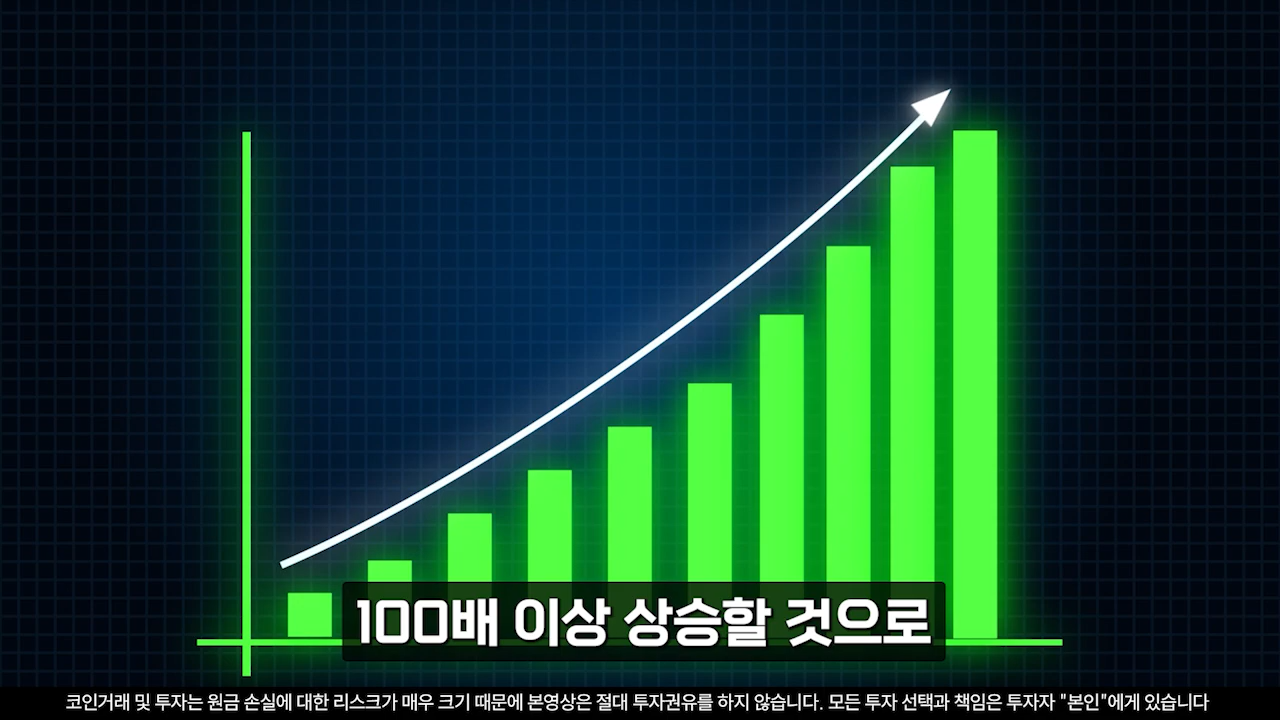 100배 이상 상승할 것으로
코인거래 및 투자는 원금 손실에 대한 리스크가 매우 크기 때문에 본영상은 절대 투자권유를 하지 않습니다. 모든 투자 선택과 책임은 투자자 "본인"에게 있습니다